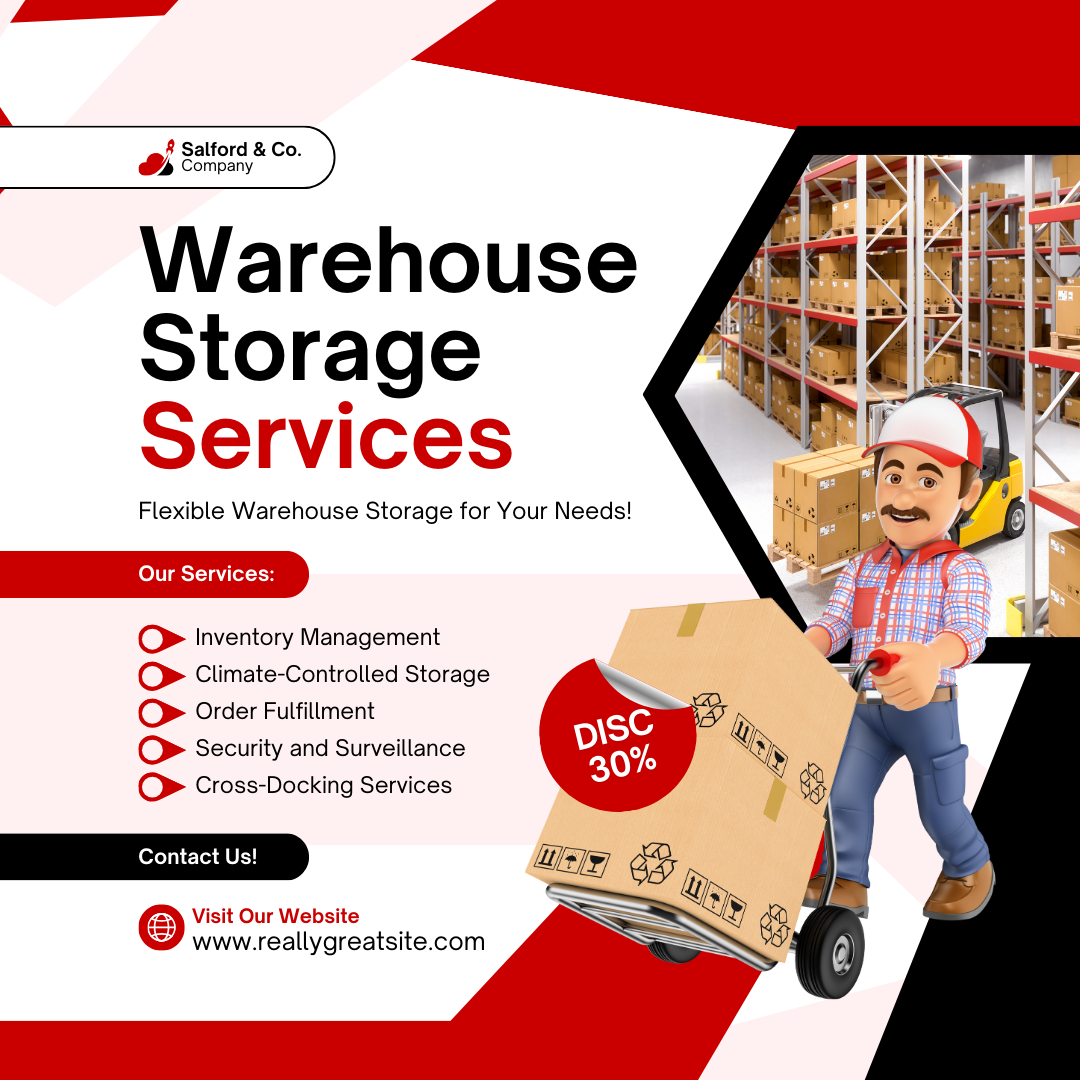 Salford & Co.
Company
Warehouse
Storage
Services
Flexible Warehouse Storage for Your Needs!
Our Services:
Inventory Management
Climate-Controlled Storage
Order Fulfillment
Security and Surveillance
Cross-Docking Services
DISC
30%
Contact Us!
Visit Our Website
www.reallygreatsite.com